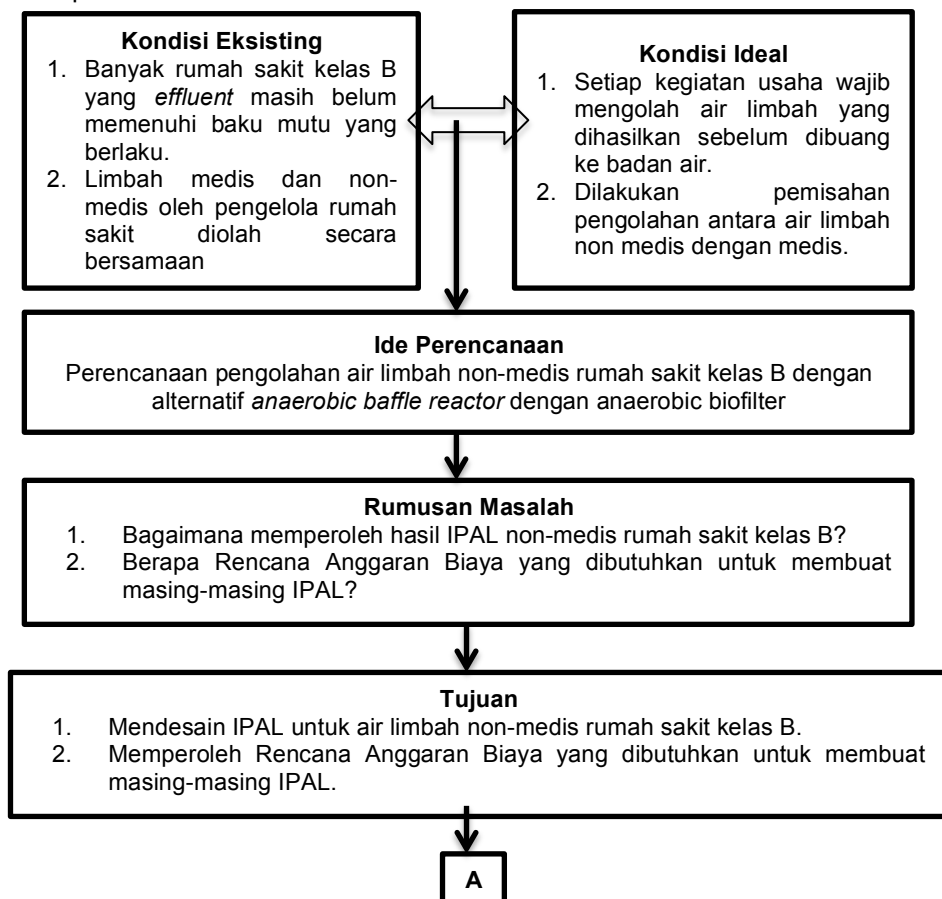 Kondisi Eksisting
1. Banyak rumah sakit kelas B
yang effluent masih belum
memenuhi baku mutu yang
berlaku.
2. Limbah medis dan non-
medis oleh pengelola rumah
sakit diolah secara
bersamaan
Kondisi Ideal
1. Setiap kegiatan usaha wajib
mengolah air limbah yang
dihasilkan sebelum dibuang
ke badan air.
2. Dilakukan pemisahan
pengolahan antara air limbah
non medis dengan medis.
Ide Perencanaan
Perencanaan pengolahan air limbah non-medis rumah sakit kelas B dengan
alternatif anaerobic baffle reactor dengan anaerobic biofilter
Rumusan Masalah
1. Bagaimana memperoleh hasil IPAL non-medis rumah sakit kelas B?
2. Berapa Rencana Anggaran Biaya yang dibutuhkan untuk membuat
masing-masing IPAL?
Tujuan
1. Mendesain IPAL untuk air limbah non-medis rumah sakit kelas B.
2. Memperoleh Rencana Anggaran Biaya yang dibutuhkan untuk membuat
masing-masing IPAL.
A